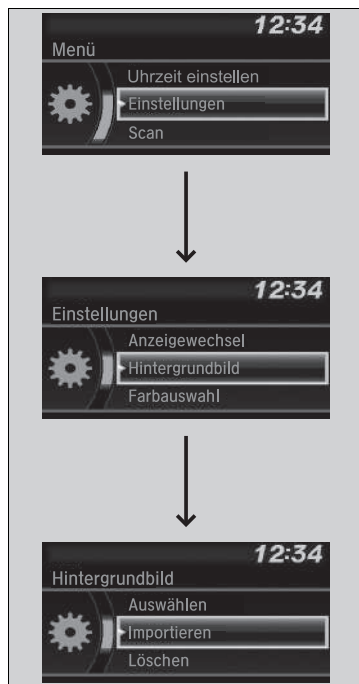 12:34
Menü
Uhrzeit einstellen
Einstellungen
Scan
12:34
Einstellungen
Anzeigewechsel
Hintergrundbild
Farbauswahl
12:34
Hintergrundbild
Auswählen
Importieren
Löschen